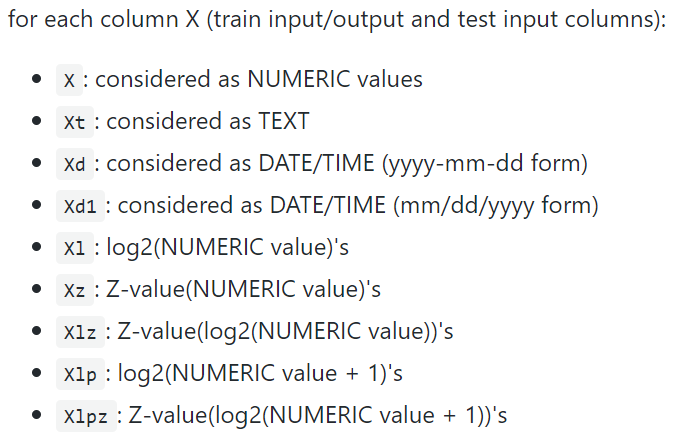 for each column X (train input/output and test input columns):
• X : considered as NUMERIC values
• Xt : considered as TEXT
• Xd : considered as DATE/TIME (yyyy-mm-dd form)
• Xd1 : considered as DATE/TIME (mm/dd/yyyy form)
• Xl : log2(NUMERIC value)'s
• Xz : Z-value(NUMERIC value)'s
• Xlz : Z-value(log2(NUMERIC value))'s
• Xlp : log2(NUMERIC value + 1)'s
• Xlpz : Z-value(log2(NUMERIC value + 1))'s